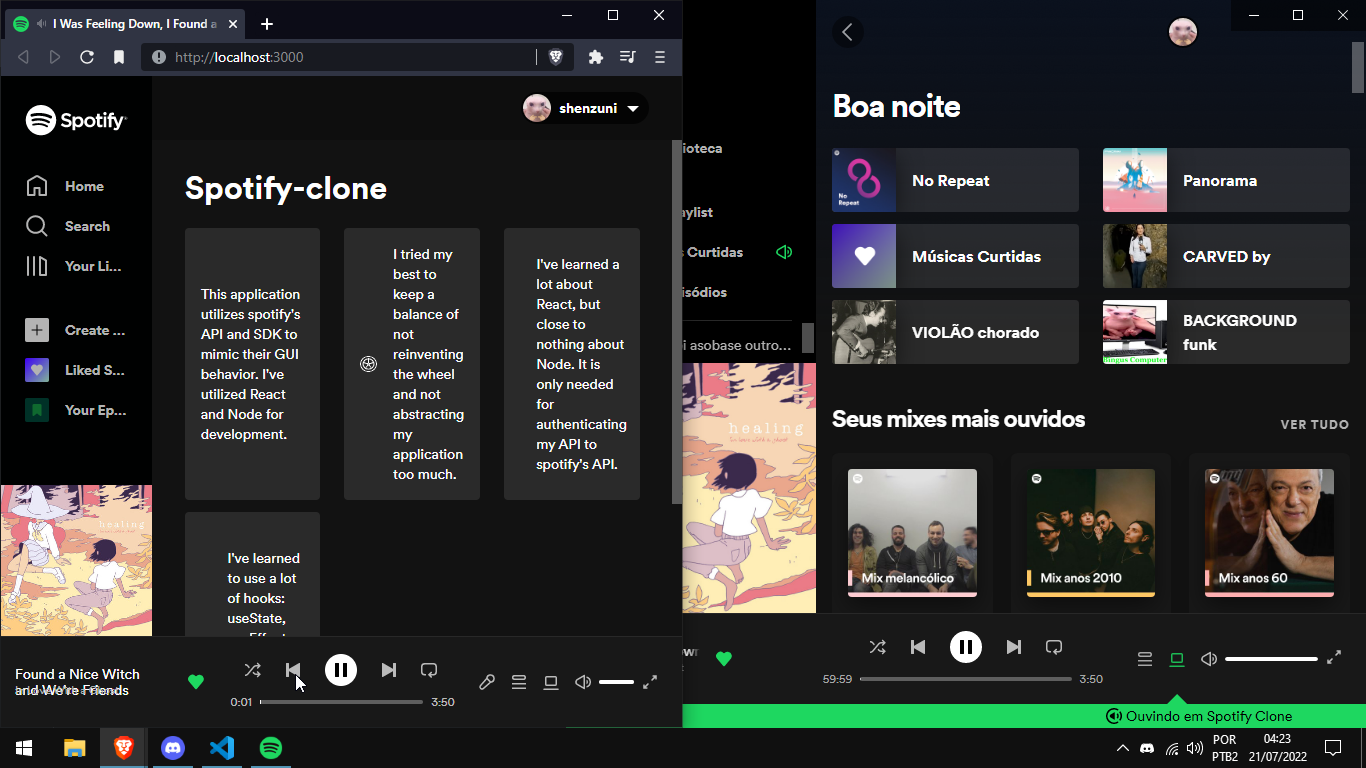 I Was Feeling Down, I Found a
http://localhost:3000
Spotify
shenzuni
Home
Search
Your Li...
Create ...
Liked S...
Your Ep...
Spotify-clone
This application
utilizes spotify's
API and SDK to
mimic their GUI
behavior. I've
utilized React
and Node for
development.
I tried my
best to
keep a
balance of
not
reinventing
the wheel
and not
abstracting
my
application
too much.
I've learned a
lot about
React, but
close to
nothing about
Node. It is
only needed
for
authenticating
my API to
spotify's API.
I've learned
to use a lot
of hooks:
useState,
healing
Found a Nice Witch
and We're Friends
0:01
3:50
ioteca
aylist
s Curtidas
isódios
i asobase outro...
healing
Boa noite
No Repeat
No
Repeat
Panorama
Músicas Curtidas
CARVED by
VIOLÃO chorado
BACKGROUND
funk
Mongus Computer
Seus mixes mais ouvidos
VER TUDO
Mix melancólico
Mix anos 2010
Mix anos 60
59:59
3:50
Ouvindo em Spotify Clone
POR
PTB2
04:23
21/07/2022